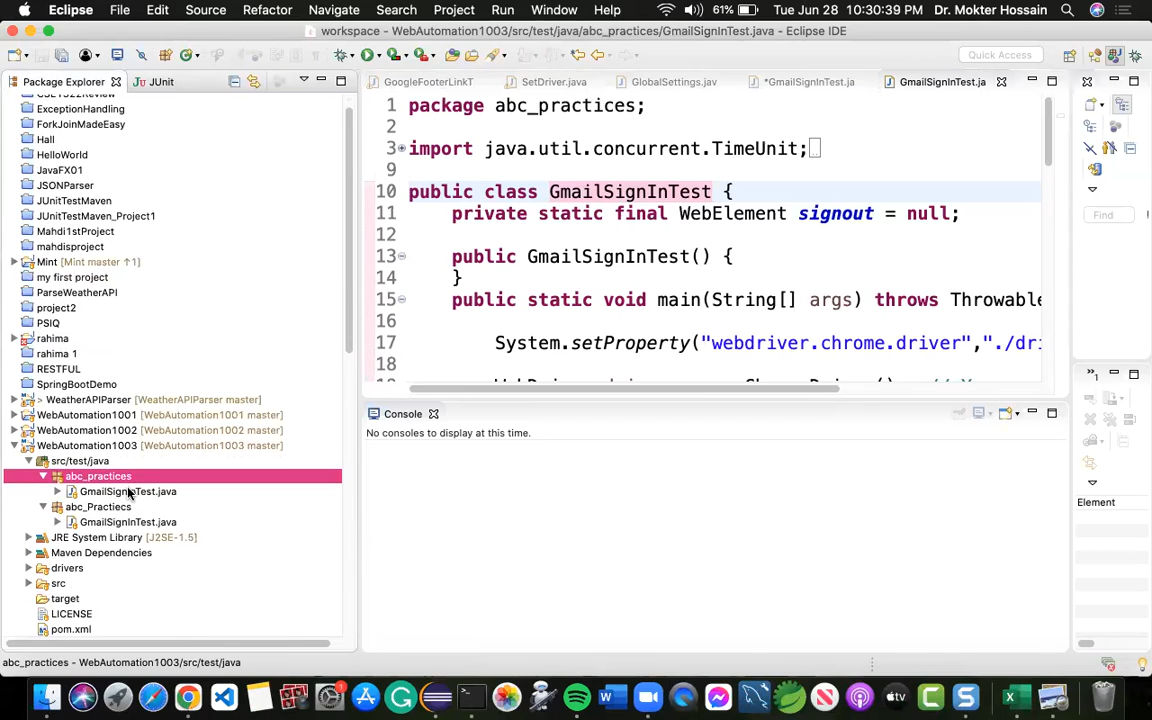 Eclipse File Edit Source Refactor Navigate Search Project Run Window Help 61% Tue Jun 28 10:30:39 PM Dr. Mokter Hossain
workspace - WebAutomation1003/src/test/java/abc_practices/GmailSignInTest.java - Eclipse IDE
Quick Access
Package Explorer JUnit
GoogleFooterLinkT SetDriver.java GlobalSettings.jav *GmailSignInTest.ja GmailSignInTest.ja
ExceptionHandling
ForkJoinMadeEasy
Hall
HelloWorld
JavaFX01
JSONParser
JUnitTestMaven
JUnitTestMaven_Project1
Mahdi1stProject
mahdisproject
Mint [Mint master ↑1]
my first project
ParseWeatherAPI
project2
PSIQ
rahima
rahima 1
RESTFUL
SpringBootDemo
> WeatherAPIParser [WeatherAPIParser master]
WebAutomation1001 [WebAutomation1001 master]
WebAutomation1002 [WebAutomation1002 master]
WebAutomation1003 [WebAutomation1003 master]
src/test/java
abc_practices
GmailSignInTest.java
abc_Practiecs
GmailSignInTest.java
JRE System Library [J2SE-1.5]
Maven Dependencies
drivers
src
target
LICENSE
pom.xml
1 package abc_practices;
2
3 import java.util.concurrent.TimeUnit;
9
10 public class GmailSignInTest {
11 private static final WebElement signout = null;
12
13 public GmailSignInTest() {
14 }
15 public static void main(String[] args) throws Throwable
16
17 System.setProperty("webdriver.chrome.driver","./dri
18
Console
No consoles to display at this time.
Find
Element
abc_practices - WebAutomation1003/src/test/java